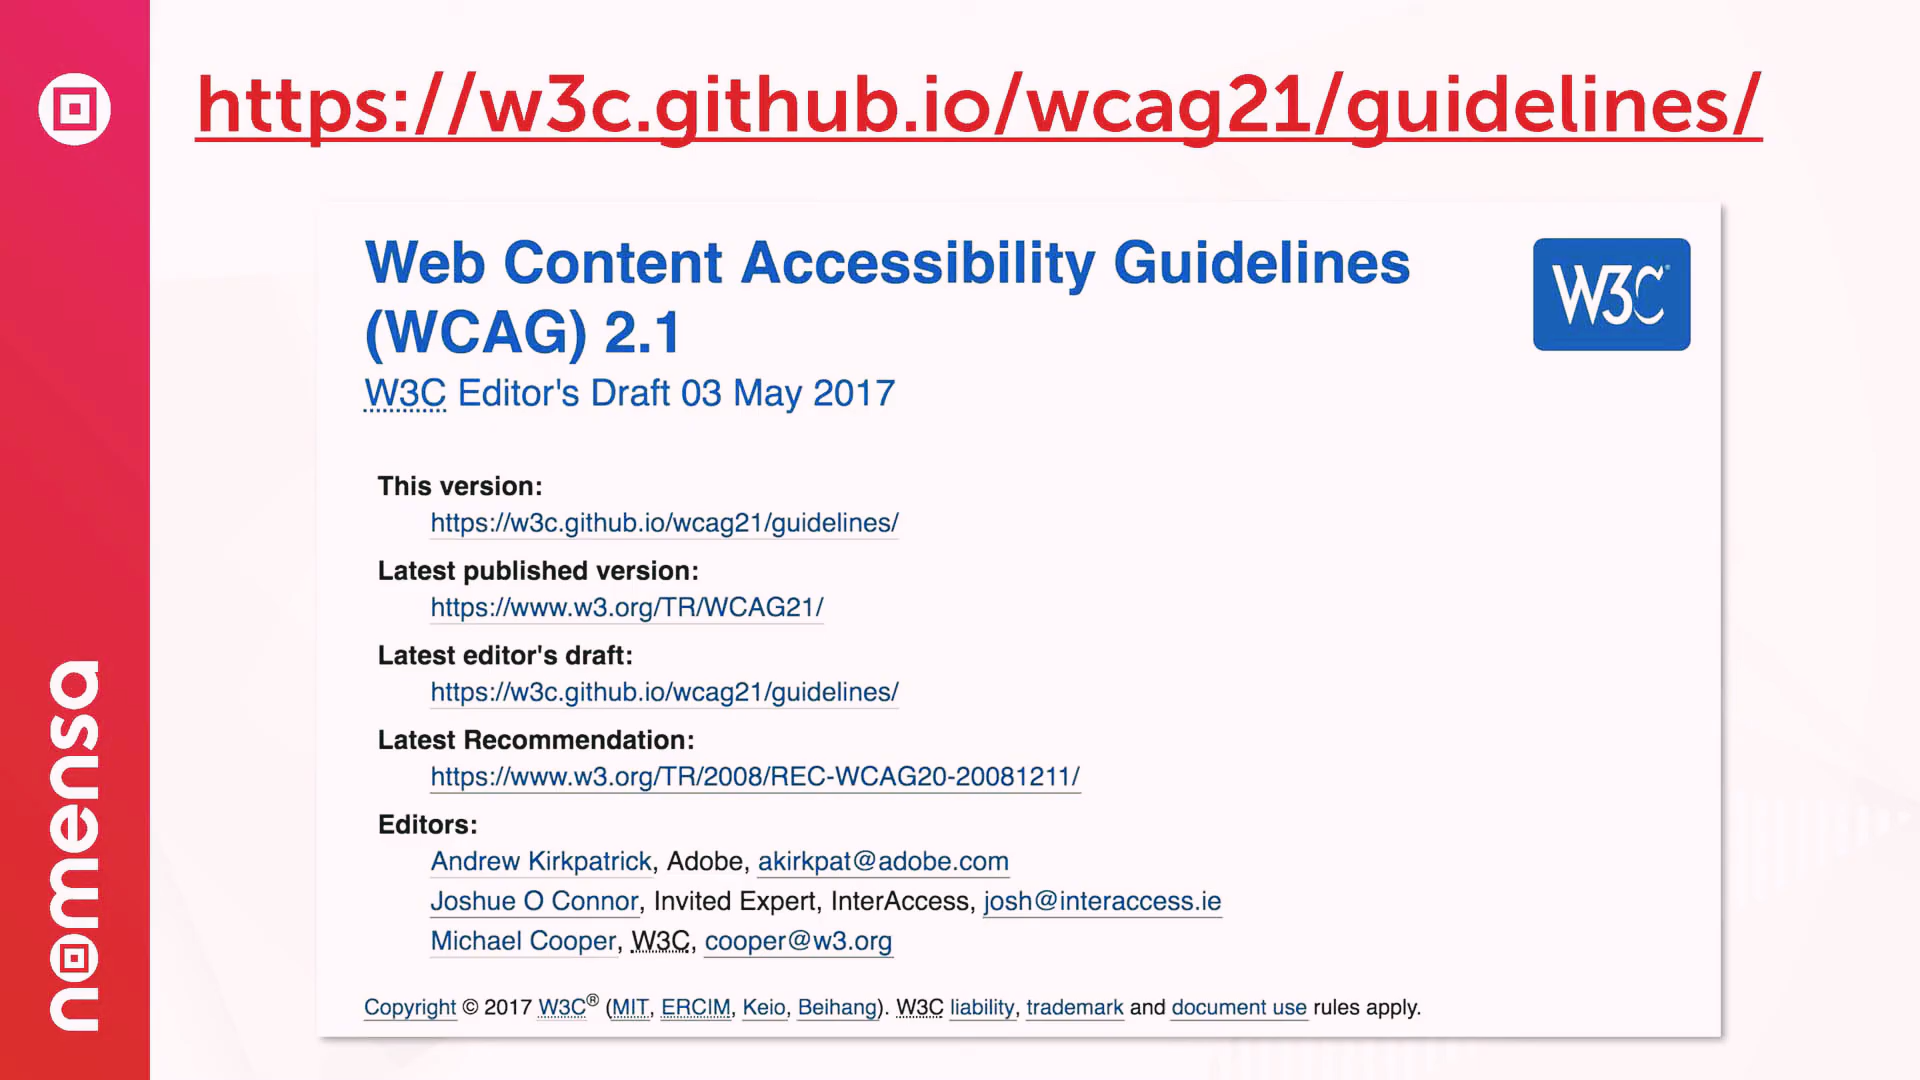 https://w3c.github.io/wcag21/guidelines/
Web Content Accessibility Guidelines
(WCAG) 2.1
W3C®
W3C Editor's Draft 03 May 2017
This version:
https://w3c.github.io/wcag21/guidelines/
Latest published version:
https://www.w3.org/TR/WCAG21/
Latest editor's draft:
https://w3c.github.io/wcag21/guidelines/
Latest Recommendation:
https://www.w3.org/TR/2008/REC-WCAG20-20081211/
Editors:
Andrew Kirkpatrick, Adobe, akirkpat@adobe.com
Joshue O Connor, Invited Expert, InterAccess, josh@interaccess.ie
Michael Cooper, W3C, cooper@w3.org
Copyright © 2017 W3C® (MIT, ERCIM, Keio, Beihang). W3C liability, trademark and document use rules apply.
nomensa